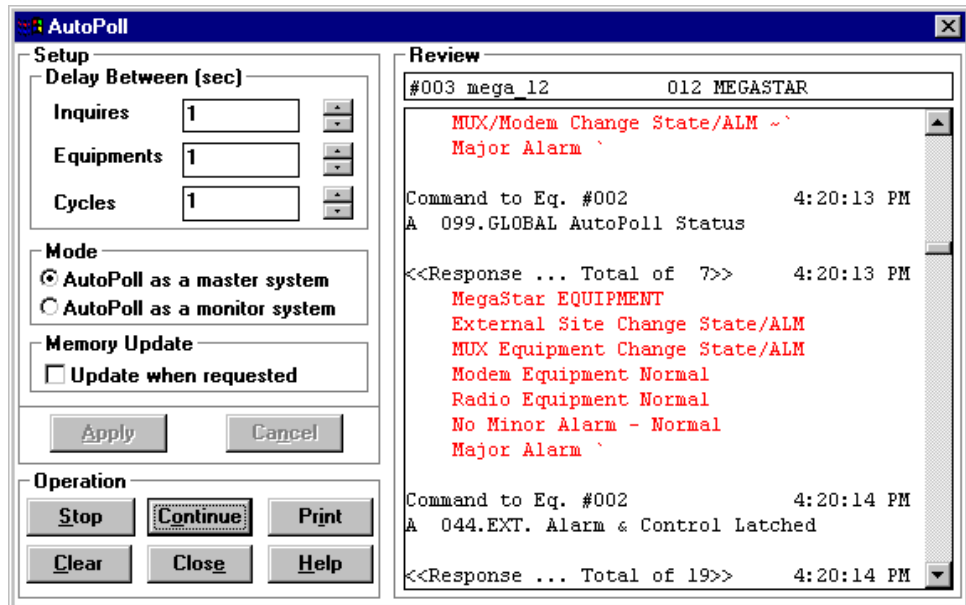 AutoPoll
Setup
Delay Between (sec)
Inquires 1
Equipments 1
Cycles 1
Mode
AutoPoll as a master system
AutoPoll as a monitor system
Memory Update
Update when requested
Apply Cancel
Operation
Stop Continue Print
Clear Close Help
Review
#003 mega_12 012 MEGASTAR
MUX/Modem Change State/ALM ~`
Major Alarm `
Command to Eq. #002 4:20:13 PM
A 099.GLOBAL AutoPoll Status
<<Response ... Total of 7>> 4:20:13 PM
MegaStar EQUIPMENT
External Site Change State/ALM
MUX Equipment Change State/ALM
Modem Equipment Normal
Radio Equipment Normal
No Minor Alarm - Normal
Major Alarm `
Command to Eq. #002 4:20:14 PM
A 044.EXT. Alarm & Control Latched
<<Response ... Total of 19>> 4:20:14 PM